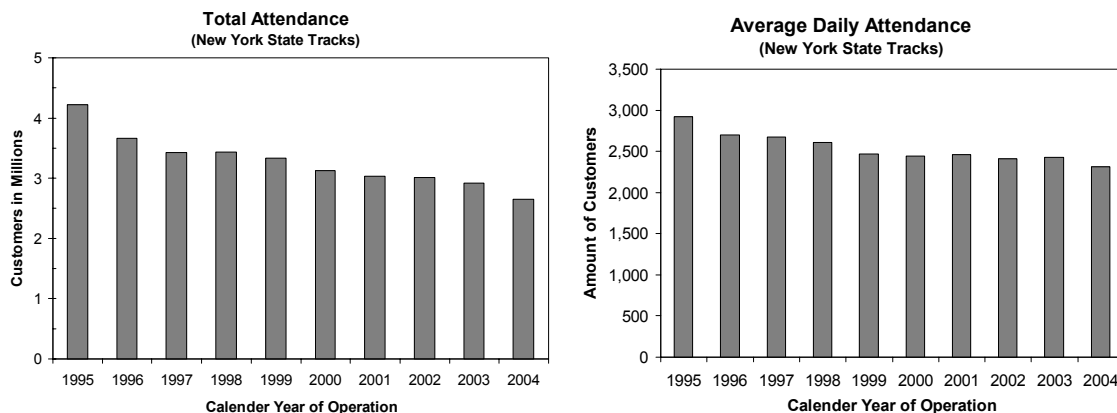 Total Attendance
(New York State Tracks)
Customers in Millions
5
4
3
2
1
0
1995 1996 1997 1998 1999 2000 2001 2002 2003 2004
Calender Year of Operation
Average Daily Attendance
(New York State Tracks)
Amount of Customers
3,500
3,000
2,500
2,000
1,500
1,000
500
0
1995 1996 1997 1998 1999 2000 2001 2002 2003 2004
Calender Year of Operation